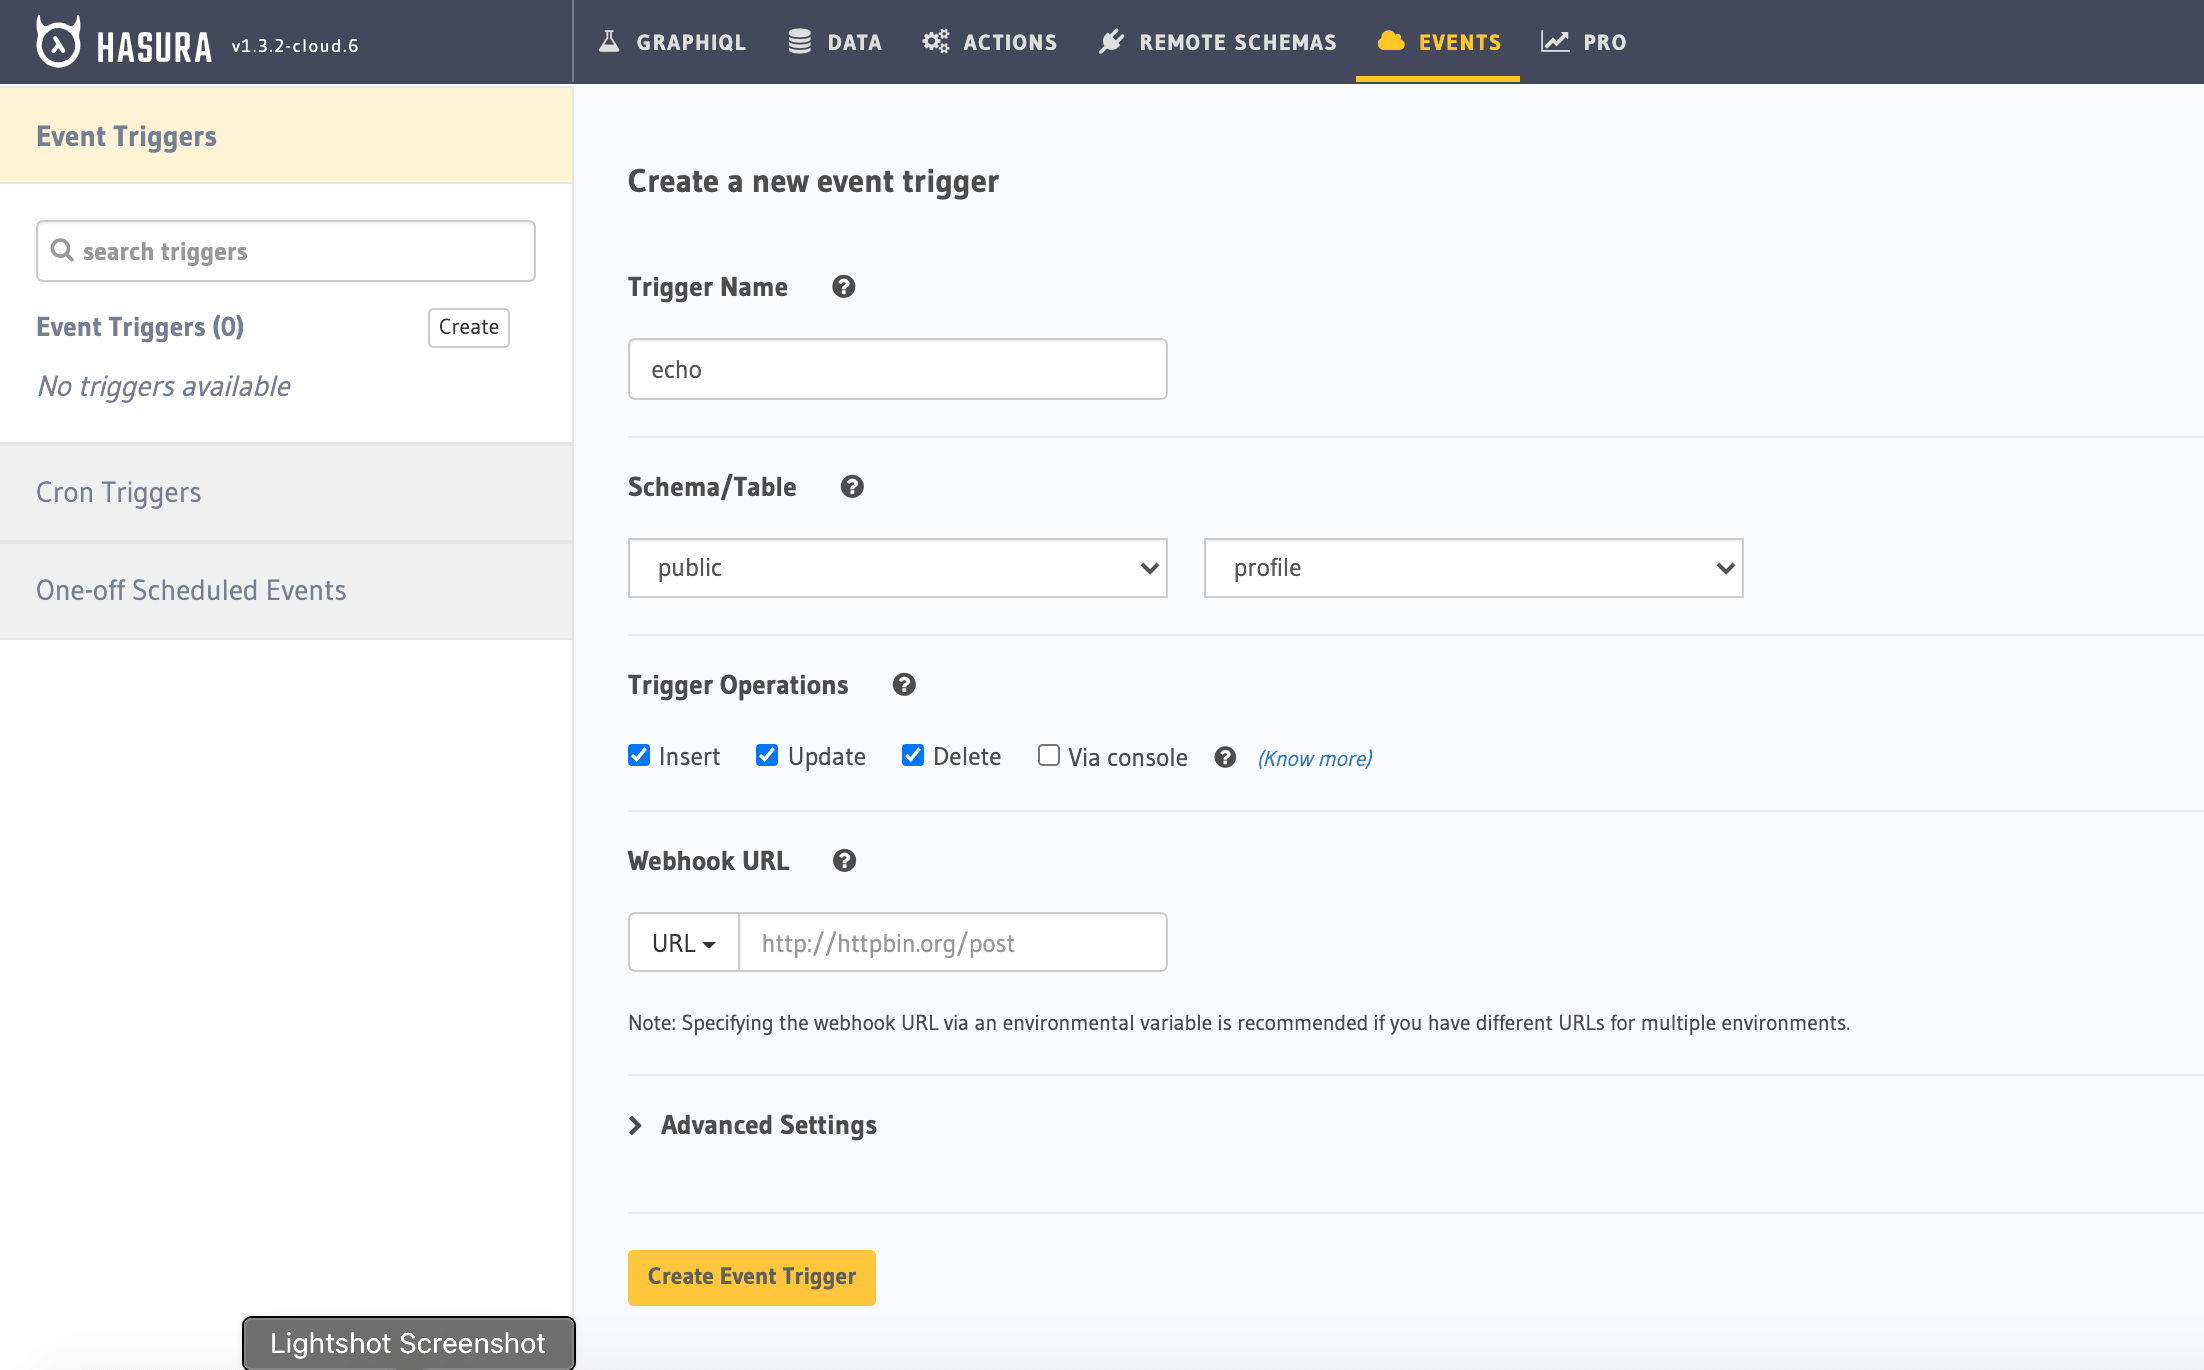 HASURA v1.3.2-cloud.6
GRAPHIQL DATA ACTIONS REMOTE SCHEMAS EVENTS PRO
Event Triggers
search triggers
Event Triggers (0) Create
No triggers available
Cron Triggers
One-off Scheduled Events
Create a new event trigger
Trigger Name
echo
Schema/Table
public profile
Trigger Operations
Insert Update Delete Via console (Know more)
Webhook URL
URL http://httpbin.org/post
Note: Specifying the webhook URL via an environmental variable is recommended if you have different URLs for multiple environments.
Advanced Settings
Create Event Trigger
Lightshot Screenshot